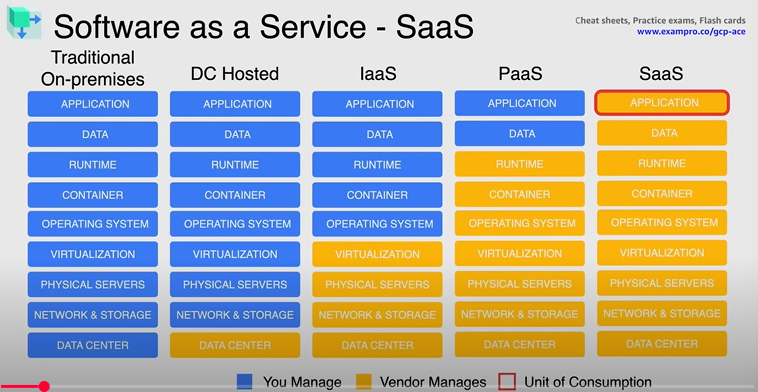 Software as a Service - SaaS
Cheat sheets, Practice exams, Flash cards
www.exampro.co/gcp-ace
Traditional
On-premises
DC Hosted
IaaS
PaaS
SaaS
APPLICATION APPLICATION APPLICATION APPLICATION APPLICATION
DATA DATA DATA DATA DATA
RUNTIME RUNTIME RUNTIME RUNTIME RUNTIME
CONTAINER CONTAINER CONTAINER CONTAINER CONTAINER
OPERATING SYSTEM OPERATING SYSTEM OPERATING SYSTEM OPERATING SYSTEM OPERATING SYSTEM
VIRTUALIZATION VIRTUALIZATION VIRTUALIZATION VIRTUALIZATION VIRTUALIZATION
PHYSICAL SERVERS PHYSICAL SERVERS PHYSICAL SERVERS PHYSICAL SERVERS PHYSICAL SERVERS
NETWORK & STORAGE NETWORK & STORAGE NETWORK & STORAGE NETWORK & STORAGE NETWORK & STORAGE
DATA CENTER DATA CENTER DATA CENTER DATA CENTER DATA CENTER
You Manage Vendor Manages Unit of Consumption